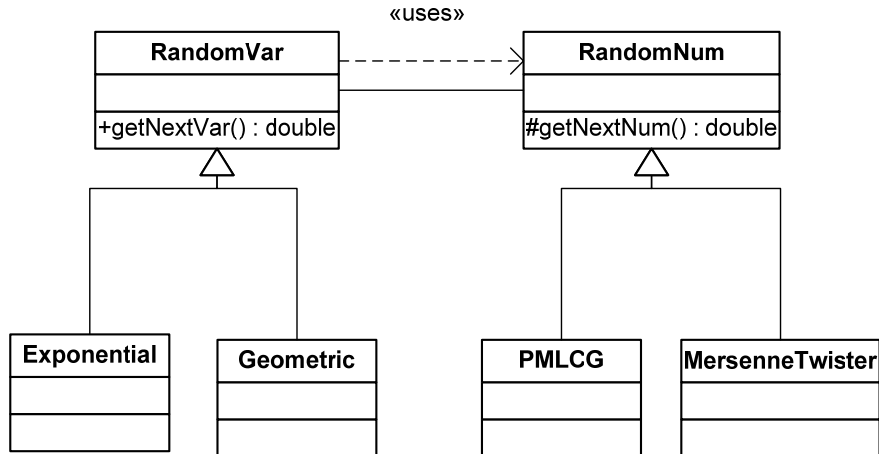 «uses»
RandomVar
RandomNum
+getNextVar() : double
#getNextNum() : double
Exponential
Geometric
PMLCG
MersenneTwister